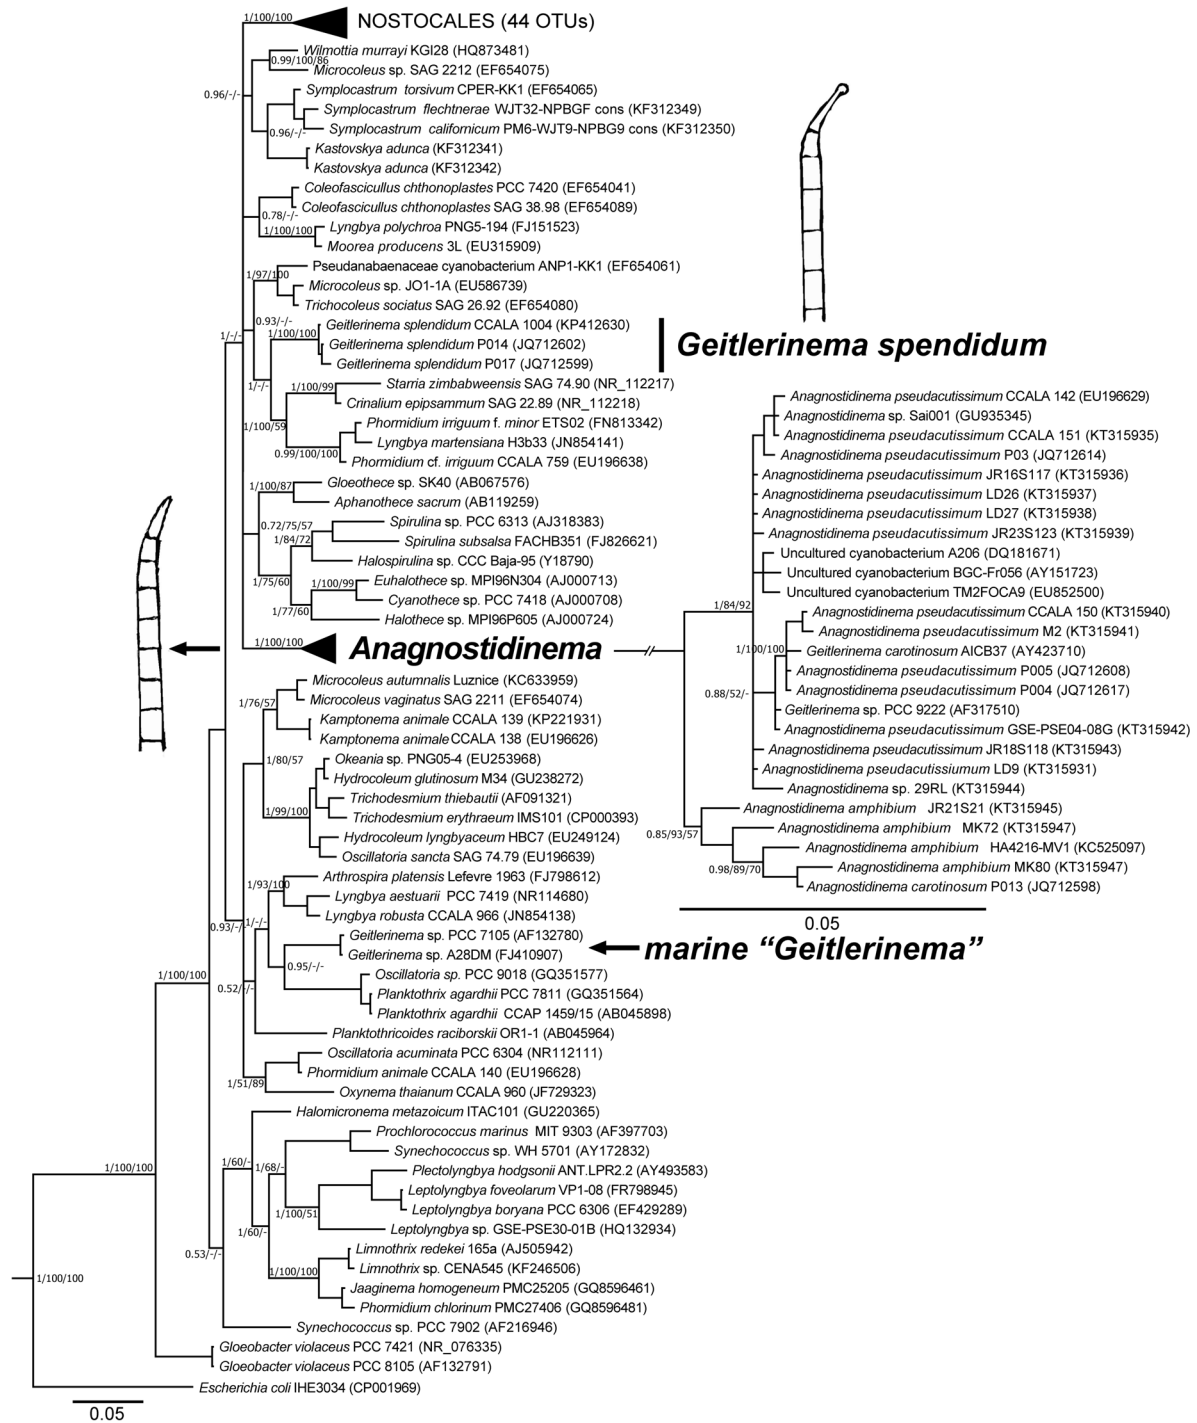 1/100/100
NOSTOCALES (44 OTUs)
Wilmottia murrayi KGI28 (HQ873481)
0.99/100/86
Microcoleus sp. SAG 2212 (EF654075)
Symplocastrum torsivum CPER-KK1 (EF654065)
0.96/-/-
Symplocastrum flechtnerae WJT32-NPBGF cons (KF312349)
Symplocastrum californicum PM6-WJT9-NPBG9 cons (KF312350)
0.96/-/-
Kastovskya adunca (KF312341)
Kastovskya adunca (KF312342)
Coleofascicullus chthonoplastes PCC 7420 (EF654041)
Coleofascicullus chthonoplastes SAG 38.98 (EF654089)
0.78/-/-
Lyngbya polychroa PNG5-194 (FJ151523)
1/100/100
Moorea producens 3L (EU315909)
Pseudanabaenaceae cyanobacterium ANP1-KK1 (EF654061)
1/97/100
Microcoleus sp. JO1-1A (EU586739)
Trichocoleus sociatus SAG 26.92 (EF654080)
0.93/-/-
Geitlerinema splendidum CCALA 1004 (KP412630)
1/-/-
1/100/100
Geitlerinema splendidum P014 (JQ712602)
Geitlerinema spendidum
Geitlerinema splendidum P017 (JQ712599)
1/-/-
1/100/99
Starria zimbabweensis SAG 74.90 (NR_112217)
Crinalium epipsammum SAG 22.89 (NR_112218)
Phormidium irriguum f. minor ETS02 (FN813342)
1/100/59
Lyngbya martensiana H3b33 (JN854141)
0.99/100/100
Phormidium cf. irriguum CCALA 759 (EU196638)
Gloeothece sp. SK40 (AB067576)
1/100/87
Aphanothece sacrum (AB119259)
Spirulina sp. PCC 6313 (AJ318383)
0.72/75/57
1/84/72
Spirulina subsalsa FACHB351 (FJ826621)
Halospirulina sp. CCC Baja-95 (Y18790)
1/75/60
1/100/99
Euhalothece sp. MPI96N304 (AJ000713)
Cyanothece sp. PCC 7418 (AJ000708)
1/77/60
Halothece sp. MPI96P605 (AJ000724)
1/100/100
Anagnostidinema
Microcoleus autumnalis Luznice (KC633959)
1/76/57
Microcoleus vaginatus SAG 2211 (EF654074)
Kamptonema animale CCALA 139 (KP221931)
Kamptonema animale CCALA 138 (EU196626)
1/80/57
Okeania sp. PNG05-4 (EU253968)
Hydrocoleum glutinosum M34 (GU238272)
Trichodesmium thiebautii (AF091321)
1/99/100
Trichodesmium erythraeum IMS101 (CP000393)
Hydrocoleum lyngbyaceum HBC7 (EU249124)
Oscillatoria sancta SAG 74.79 (EU196639)
Arthrospira platensis Lefevre 1963 (FJ798612)
1/93/100
Lyngbya aestuarii PCC 7419 (NR114680)
Lyngbya robusta CCALA 966 (JN854138)
0.93/-/-
1/-/-
Geitlerinema sp. PCC 7105 (AF132780)
marine “Geitlerinema”
Geitlerinema sp. A28DM (FJ410907)
0.95/-/-
Oscillatoria sp. PCC 9018 (GQ351577)
0.52/-/-
Planktothrix agardhii PCC 7811 (GQ351564)
1/100/100
Planktothrix agardhii CCAP 1459/15 (AB045898)
Planktothricoides raciborskii OR1-1 (AB045964)
Oscillatoria acuminata PCC 6304 (NR112111)
Phormidium animale CCALA 140 (EU196628)
1/51/89
Oxynema thaianum CCALA 960 (JF729323)
Halomicronema metazoicum ITAC101 (GU220365)
Prochlorococcus marinus MIT 9303 (AF397703)
Synechococcus sp. WH 5701 (AY172832)
1/100/100
1/60/-
1/68/-
Plectolyngbya hodgsonii ANT.LPR2.2 (AY493583)
Leptolyngbya foveolarum VP1-08 (FR798945)
1/100/51
Leptolyngbya boryana PCC 6306 (EF429289)
1/60/-
Leptolyngbya sp. GSE-PSE30-01B (HQ132934)
0.53/-/-
Limnothrix redekei 165a (AJ505942)
1/100/100
Limnothrix sp. CENA545 (KF246506)
1/100/100
Jaaginema homogeneum PMC25205 (GQ8596461)
Phormidium chlorinum PMC27406 (GQ8596481)
Synechococcus sp. PCC 7902 (AF216946)
Gloeobacter violaceus PCC 7421 (NR_076335)
Gloeobacter violaceus PCC 8105 (AF132791)
Escherichia coli IHE3034 (CP001969)
0.05
Anagnostidinema pseudacutissimum CCALA 142 (EU196629)
Anagnostidinema sp. Sai001 (GU935345)
Anagnostidinema pseudacutissimum CCALA 151 (KT315935)
Anagnostidinema pseudacutissimum P03 (JQ712614)
Anagnostidinema pseudacutissimum JR16S117 (KT315936)
Anagnostidinema pseudacutissimum LD26 (KT315937)
Anagnostidinema pseudacutissimum LD27 (KT315938)
Anagnostidinema pseudacutissimum JR23S123 (KT315939)
Uncultured cyanobacterium A206 (DQ181671)
Uncultured cyanobacterium BGC-Fr056 (AY151723)
Uncultured cyanobacterium TM2FOCA9 (EU852500)
1/84/92
Anagnostidinema pseudacutissimum CCALA 150 (KT315940)
Anagnostidinema pseudacutissimum M2 (KT315941)
1/100/100
Geitlerinema carotinosum AICB37 (AY423710)
Anagnostidinema pseudacutissimum P005 (JQ712608)
0.88/52/-
Anagnostidinema pseudacutissimum P004 (JQ712617)
Geitlerinema sp. PCC 9222 (AF317510)
Anagnostidinema pseudacutissimum GSE-PSE04-08G (KT315942)
Anagnostidinema pseudacutissimum JR18S118 (KT315943)
Anagnostidinema pseudacutissiumum LD9 (KT315931)
Anagnostidinema sp. 29RL (KT315944)
Anagnostidinema amphibium JR21S21 (KT315945)
0.85/93/57
Anagnostidinema amphibium MK72 (KT315947)
Anagnostidinema amphibium HA4216-MV1 (KC525097)
0.98/89/70
Anagnostidinema amphibium MK80 (KT315947)
Anagnostidinema carotinosum P013 (JQ712598)
0.05